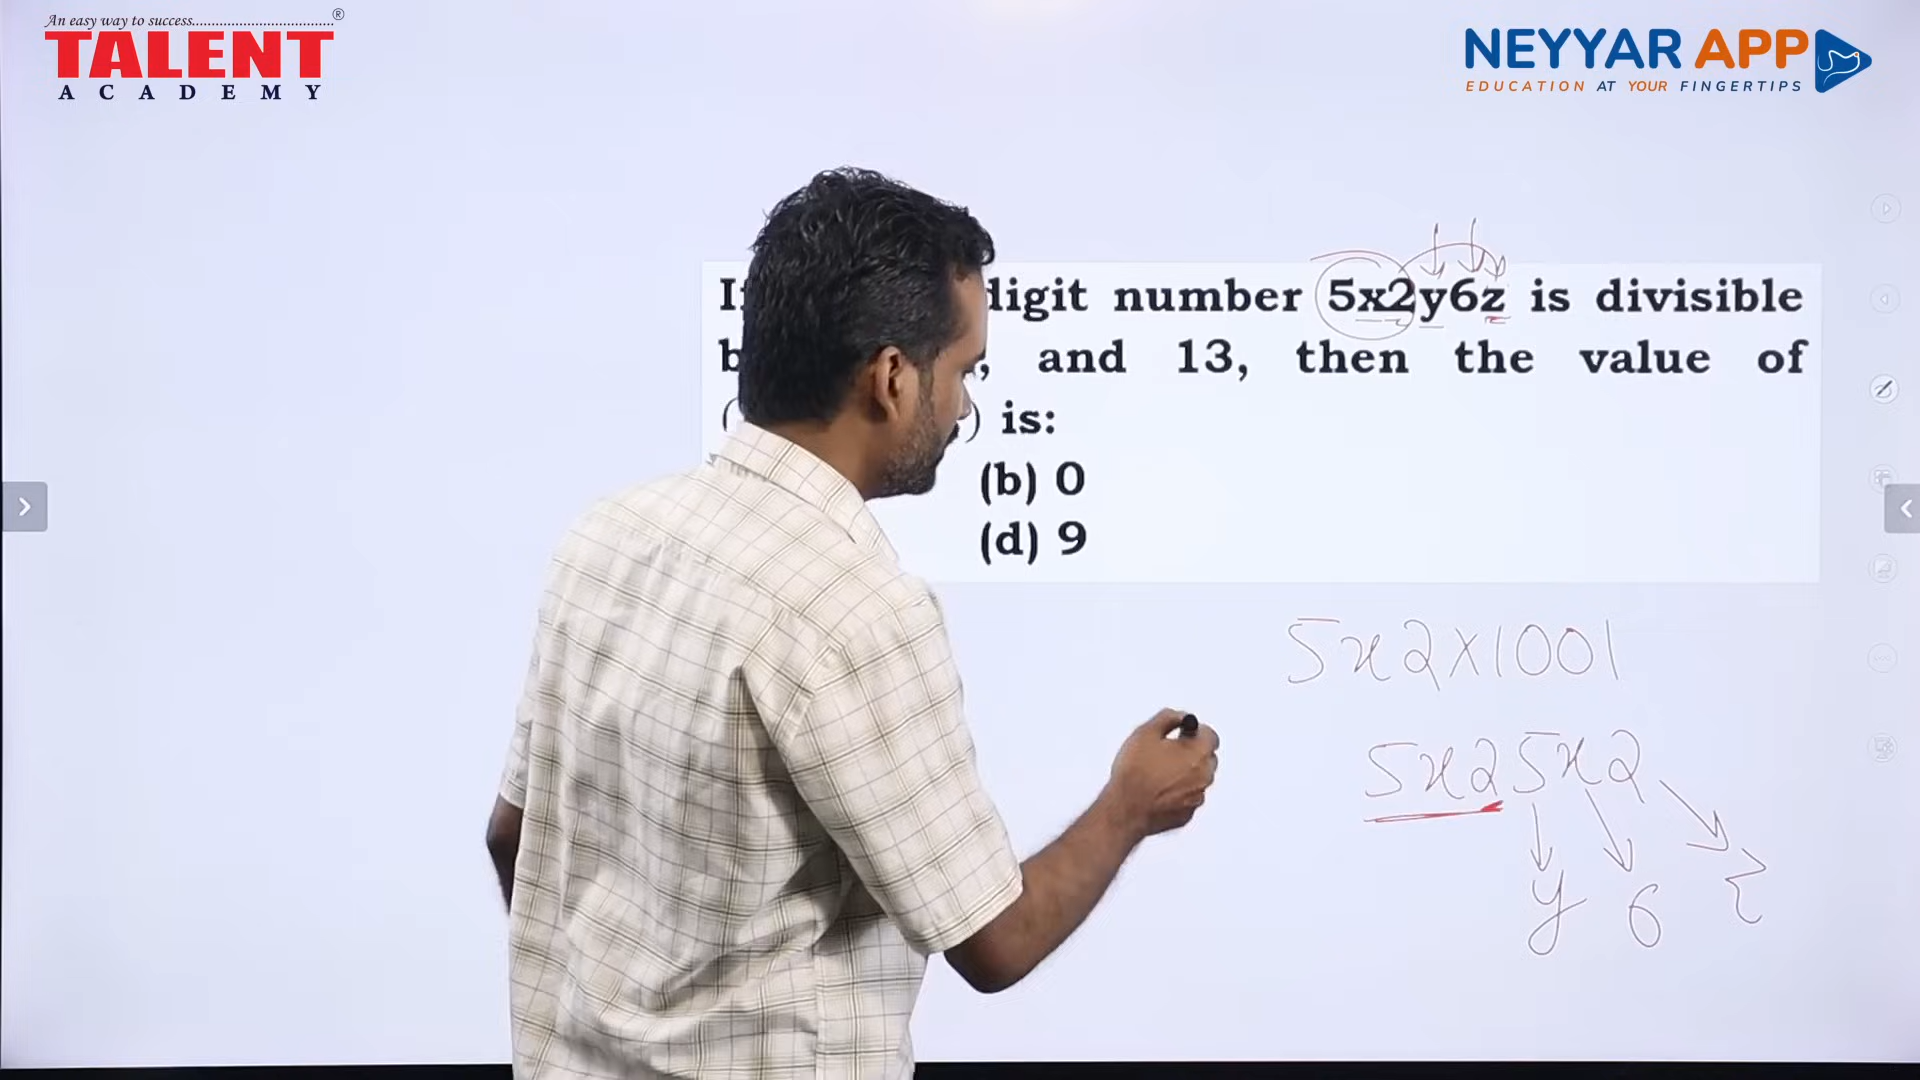 An easy way to success.................................... ®
TALENT
ACADEMY
NEYYAR APP
EDUCATION AT YOUR FINGERTIPS
digit number 5x2y6z is divisible
, and 13, then the value of
( ) is:
(b) 0
(d) 9
5x2×1001
5x25x2
y 6 z